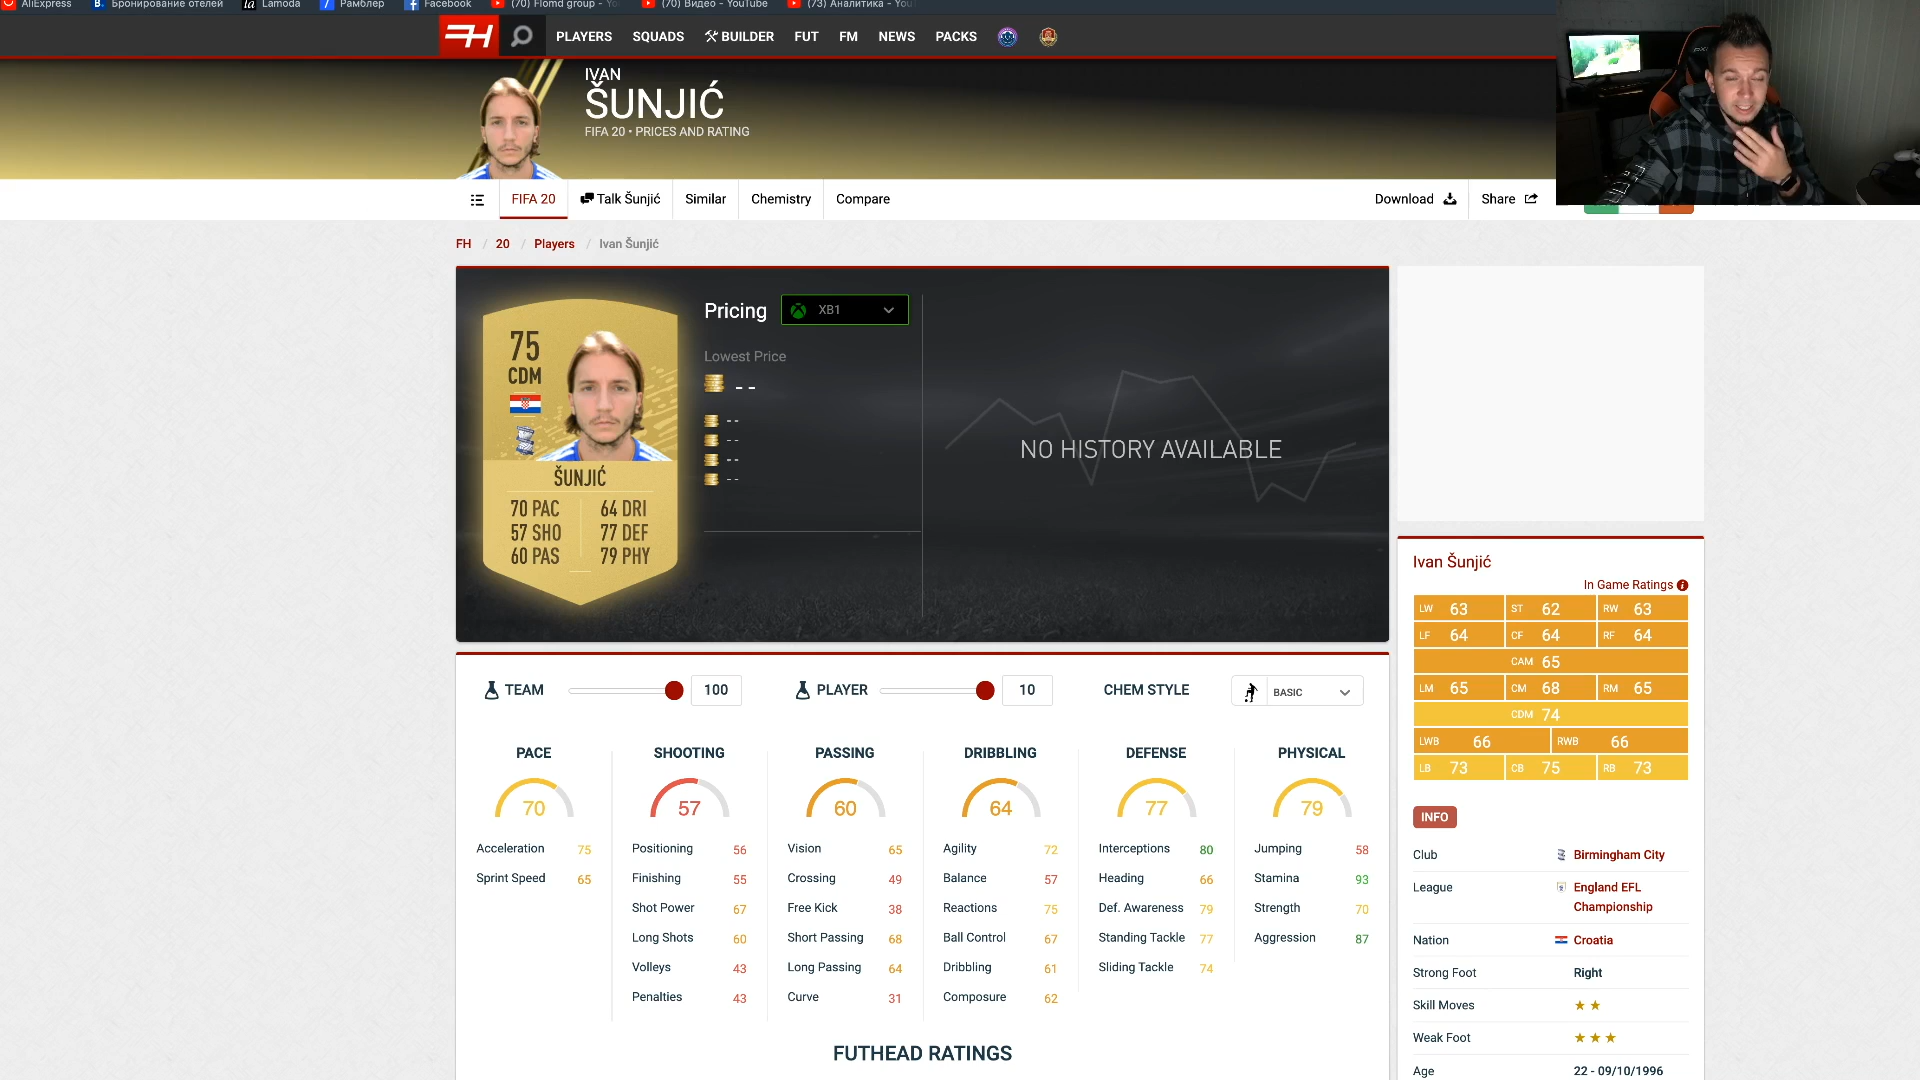 AliExpress B. Бронирование отелей la Lamoda Рамблер Facebook (70) Flomd group - (70) Видео - YouTube (73) Аналитика - You
FH PLAYERS SQUADS BUILDER FUT FM NEWS PACKS
IVAN
ŠUNJIĆ
FIFA 20 • PRICES AND RATING
FIFA 20 Talk Šunjić Similar Chemistry Compare Download Share
FH / 20 / Players / Ivan Šunjić
75
CDM
ŠUNJIĆ
70 PAC 64 DRI
57 SHO 77 DEF
60 PAS 79 PHY
Pricing XB1
Lowest Price
- -
- -
- -
- -
- -
NO HISTORY AVAILABLE
TEAM 100 PLAYER 10 CHEM STYLE BASIC
PACE
70
Acceleration 75
Sprint Speed 65
SHOOTING
57
Positioning 56
Finishing 55
Shot Power 67
Long Shots 60
Volleys 43
Penalties 43
PASSING
60
Vision 65
Crossing 49
Free Kick 38
Short Passing 68
Long Passing 64
Curve 31
DRIBBLING
64
Agility 72
Balance 57
Reactions 75
Ball Control 67
Dribbling 61
Composure 62
DEFENSE
77
Interceptions 80
Heading 66
Def. Awareness 79
Standing Tackle 77
Sliding Tackle 74
PHYSICAL
79
Jumping 58
Stamina 93
Strength 70
Aggression 87
FUTHEAD RATINGS
Ivan Šunjić
In Game Ratings
LW 63 ST 62 RW 63
LF 64 CF 64 RF 64
CAM 65
LM 65 CM 68 RM 65
CDM 74
LWB 66 RWB 66
LB 73 CB 75 RB 73
INFO
Club Birmingham City
League England EFL
Championship
Nation Croatia
Strong Foot Right
Skill Moves
Weak Foot
Age 22 - 09/10/1996